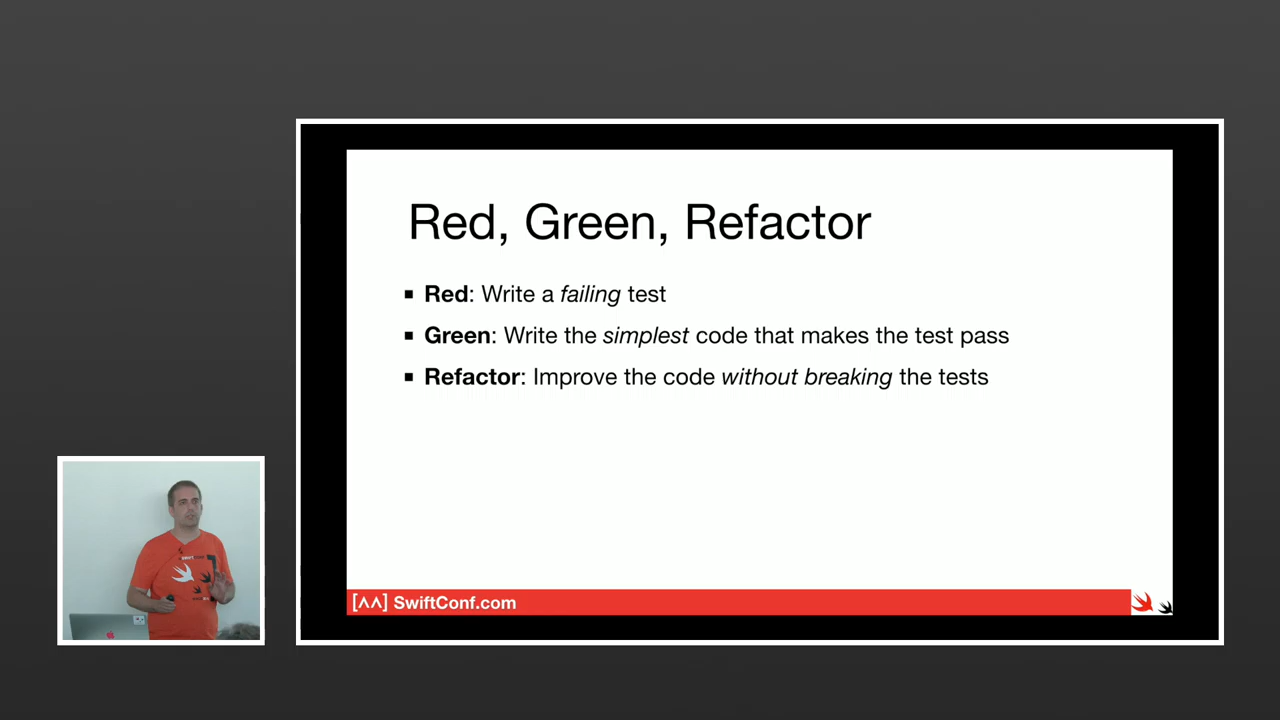 Red, Green, Refactor
▪ Red: Write a failing test
▪ Green: Write the simplest code that makes the test pass
▪ Refactor: Improve the code without breaking the tests
[^^] SwiftConf.com